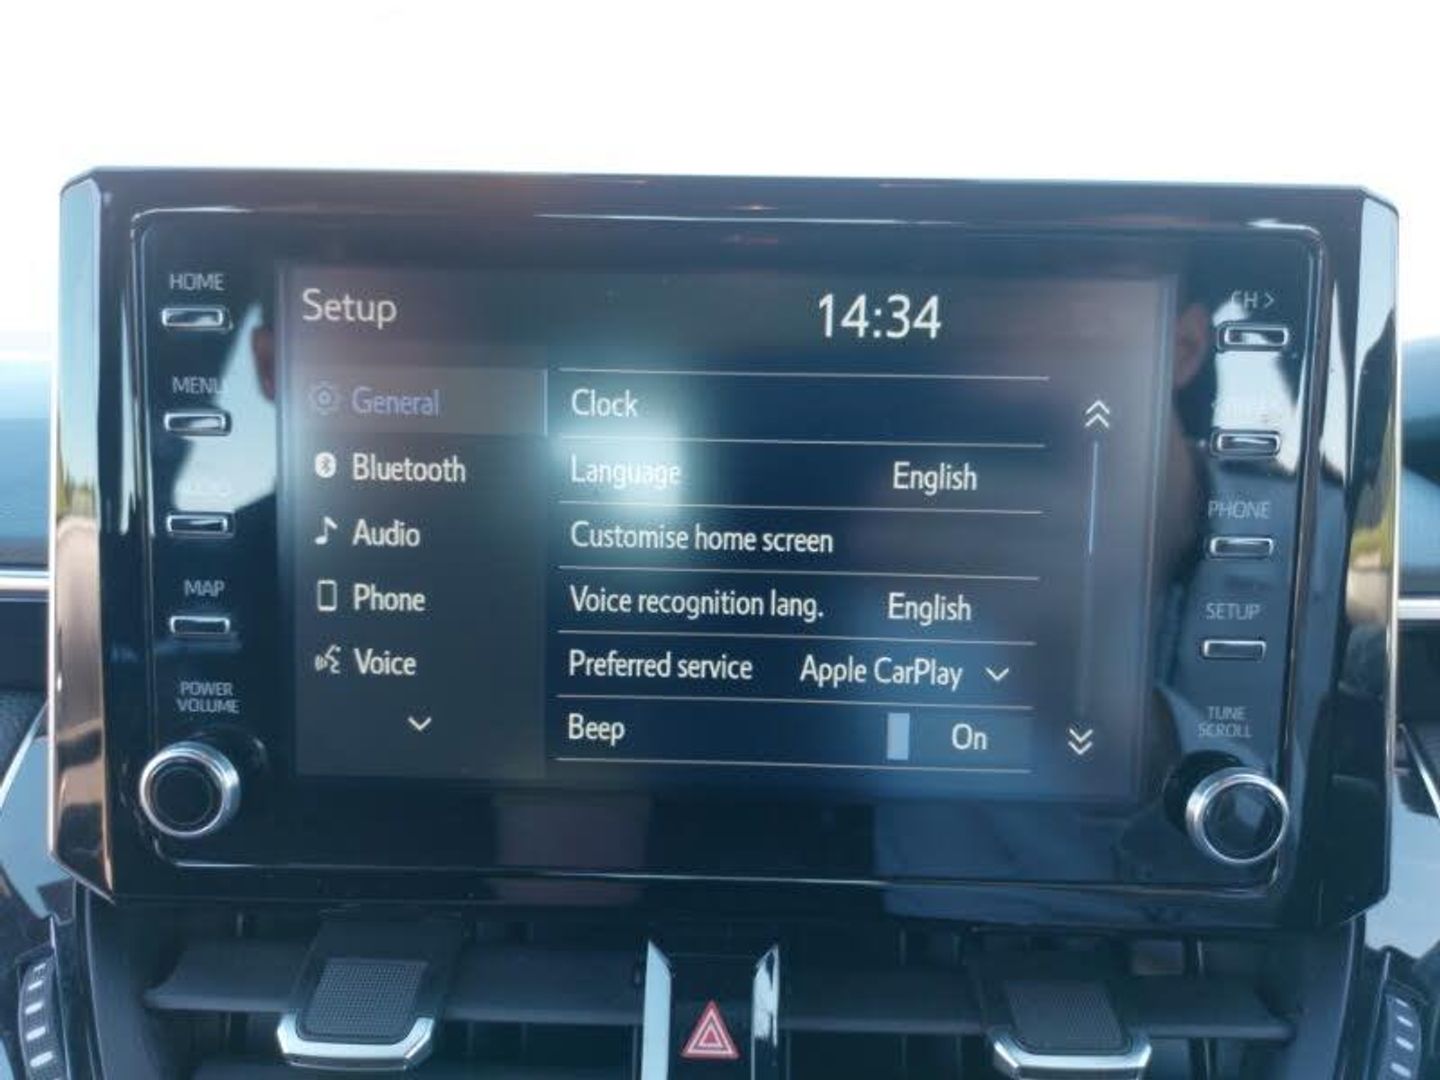 HOME
MENU
MAP
POWER
VOLUME
Setup
14:34
General
Bluetooth
Audio
Phone
Voice
Clock
Language English
Customise home screen
Voice recognition lang. English
Preferred service Apple CarPlay
Beep On
CH >
PHONE
SETUP
TUNE
SCROLL